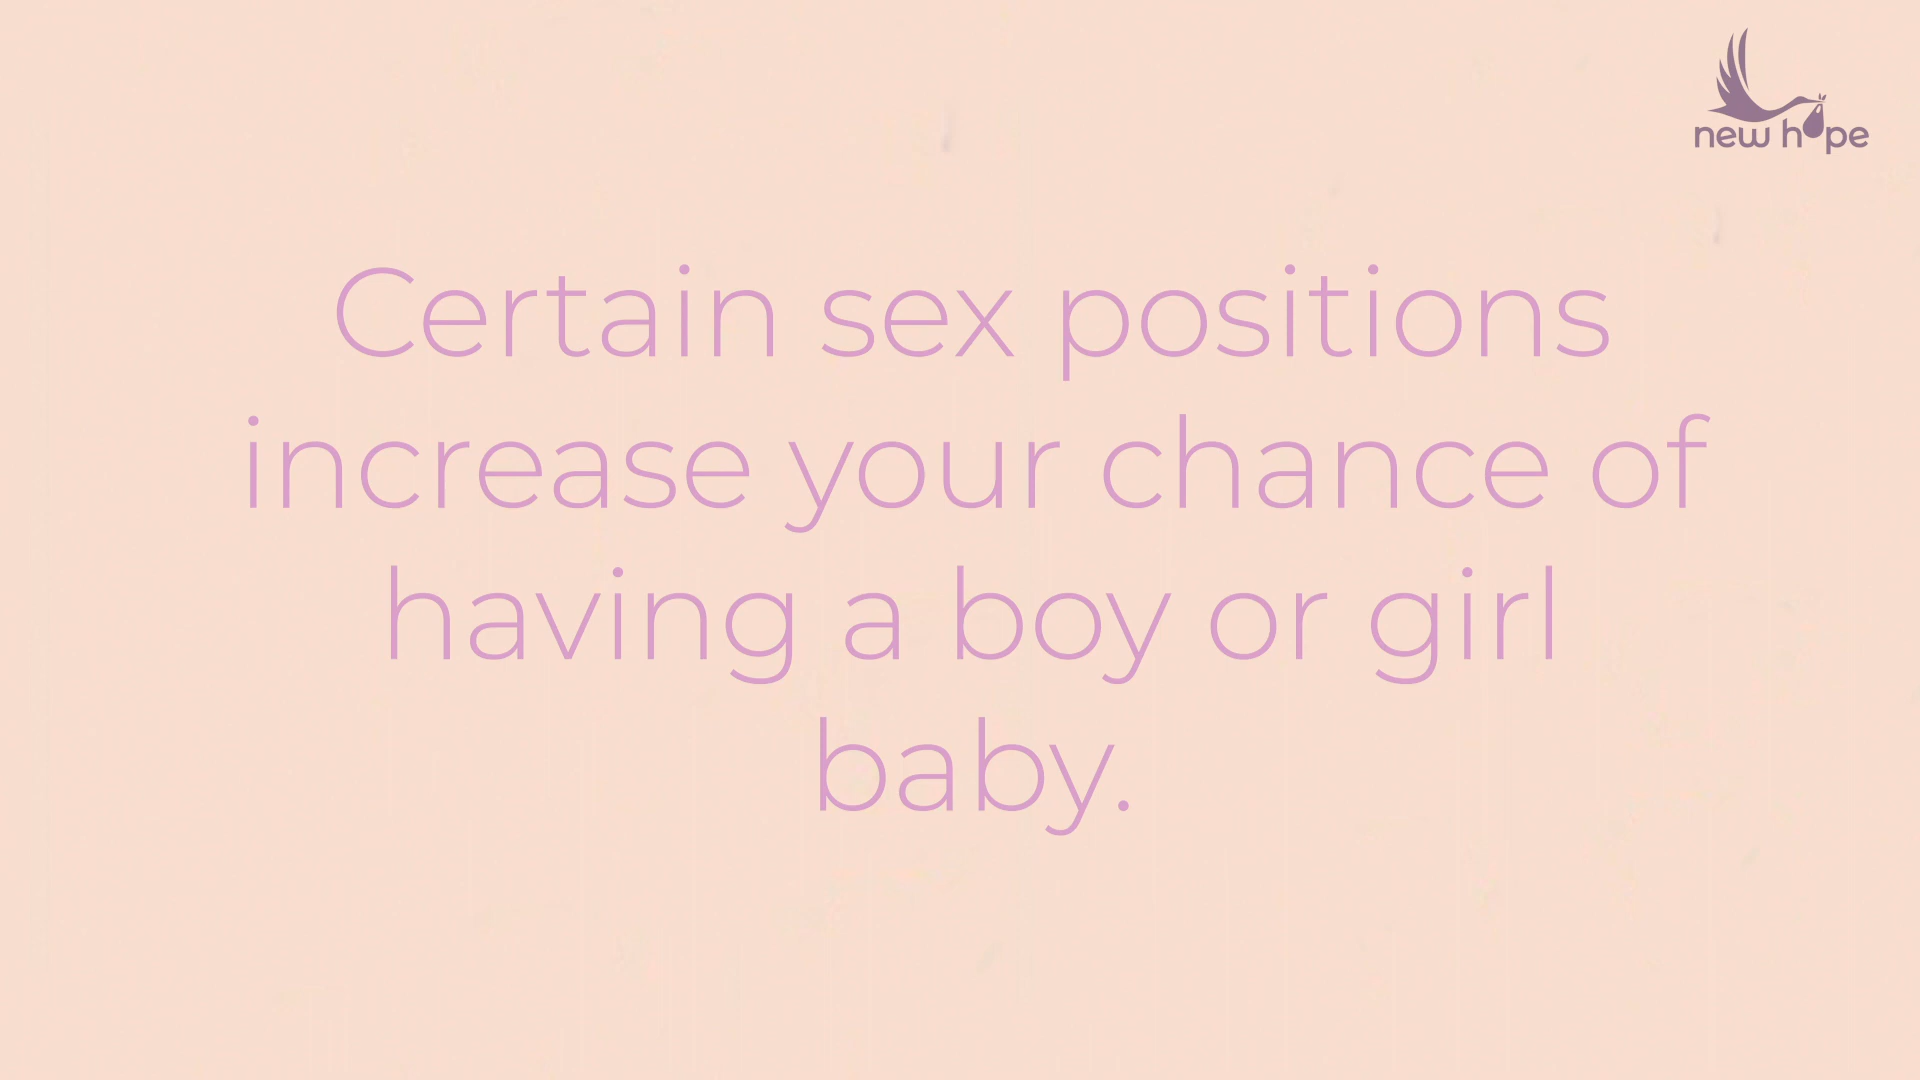 new hope
Certain sex positions
increase your chance of
having a boy or girl
baby.